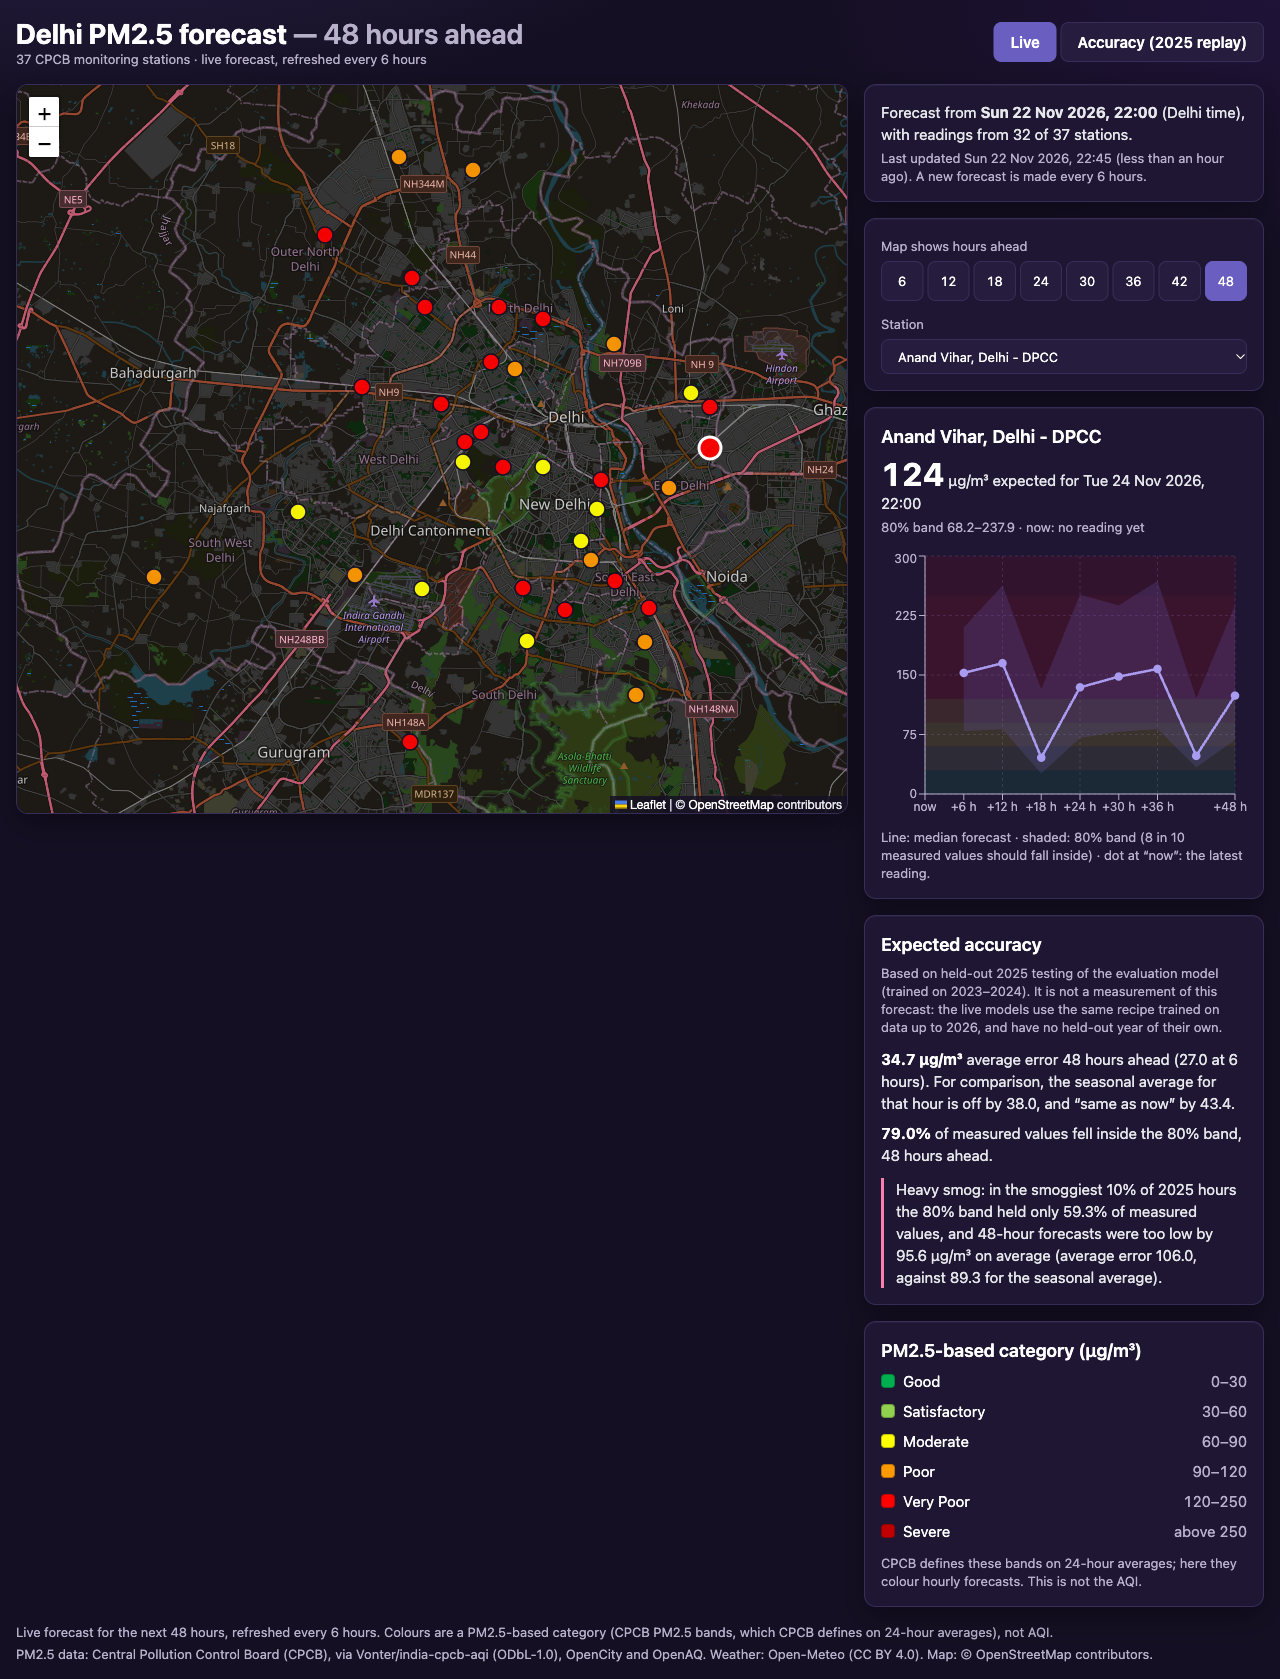 Delhi PM2.5 forecast — 48 hours ahead
37 CPCB monitoring stations · live forecast, refreshed every 6 hours
Live
Accuracy (2025 replay)
+
−
Khekada
SH18
NH344M
NE5
Jhajjar
Outer North
Delhi
NH44
Loni
NH709B
NH 9
Hindon
Airport
Bahadurgarh
NH9
Delhi
West Delhi
NH24
New Delhi
Najafgarh
Delhi Cantonment
South West
Delhi
Noida
Delhi
Indira Gandhi
International
Airport
NH248BB
Delhi
South Delhi
NH148A
NH148NA
Gurugram
Asola Bhatti
Wildlife
Sanctuary
MDR137
Leaflet | © OpenStreetMap contributors
Forecast from Sun 22 Nov 2026, 22:00 (Delhi time),
with readings from 32 of 37 stations.
Last updated Sun 22 Nov 2026, 22:45 (less than an hour
ago). A new forecast is made every 6 hours.
Map shows hours ahead
6 12 18 24 30 36 42 48
Station
Anand Vihar, Delhi - DPCC
Anand Vihar, Delhi - DPCC
124 µg/m³ expected for Tue 24 Nov 2026,
22:00
80% band 68.2–237.9 · now: no reading yet
300
225
150
75
0
now +6 h +12 h +18 h +24 h +30 h +36 h +48 h
Line: median forecast · shaded: 80% band (8 in 10
measured values should fall inside) · dot at “now”: the latest
reading.
Expected accuracy
Based on held-out 2025 testing of the evaluation model
(trained on 2023–2024). It is not a measurement of this
forecast: the live models use the same recipe trained on
data up to 2026, and have no held-out year of their own.
34.7 µg/m³ average error 48 hours ahead (27.0 at 6
hours). For comparison, the seasonal average for
that hour is off by 38.0, and “same as now” by 43.4.
79.0% of measured values fell inside the 80% band,
48 hours ahead.
Heavy smog: in the smoggiest 10% of 2025 hours
the 80% band held only 59.3% of measured
values, and 48-hour forecasts were too low by
95.6 µg/m³ on average (average error 106.0,
against 89.3 for the seasonal average).
PM2.5-based category (µg/m³)
Good 0–30
Satisfactory 30–60
Moderate 60–90
Poor 90–120
Very Poor 120–250
Severe above 250
CPCB defines these bands on 24-hour averages; here they
colour hourly forecasts. This is not the AQI.
Live forecast for the next 48 hours, refreshed every 6 hours. Colours are a PM2.5-based category (CPCB PM2.5 bands, which CPCB defines on 24-hour averages), not AQI.
PM2.5 data: Central Pollution Control Board (CPCB), via Vonter/india-cpcb-aqi (ODbL-1.0), OpenCity and OpenAQ. Weather: Open-Meteo (CC BY 4.0). Map: © OpenStreetMap contributors.